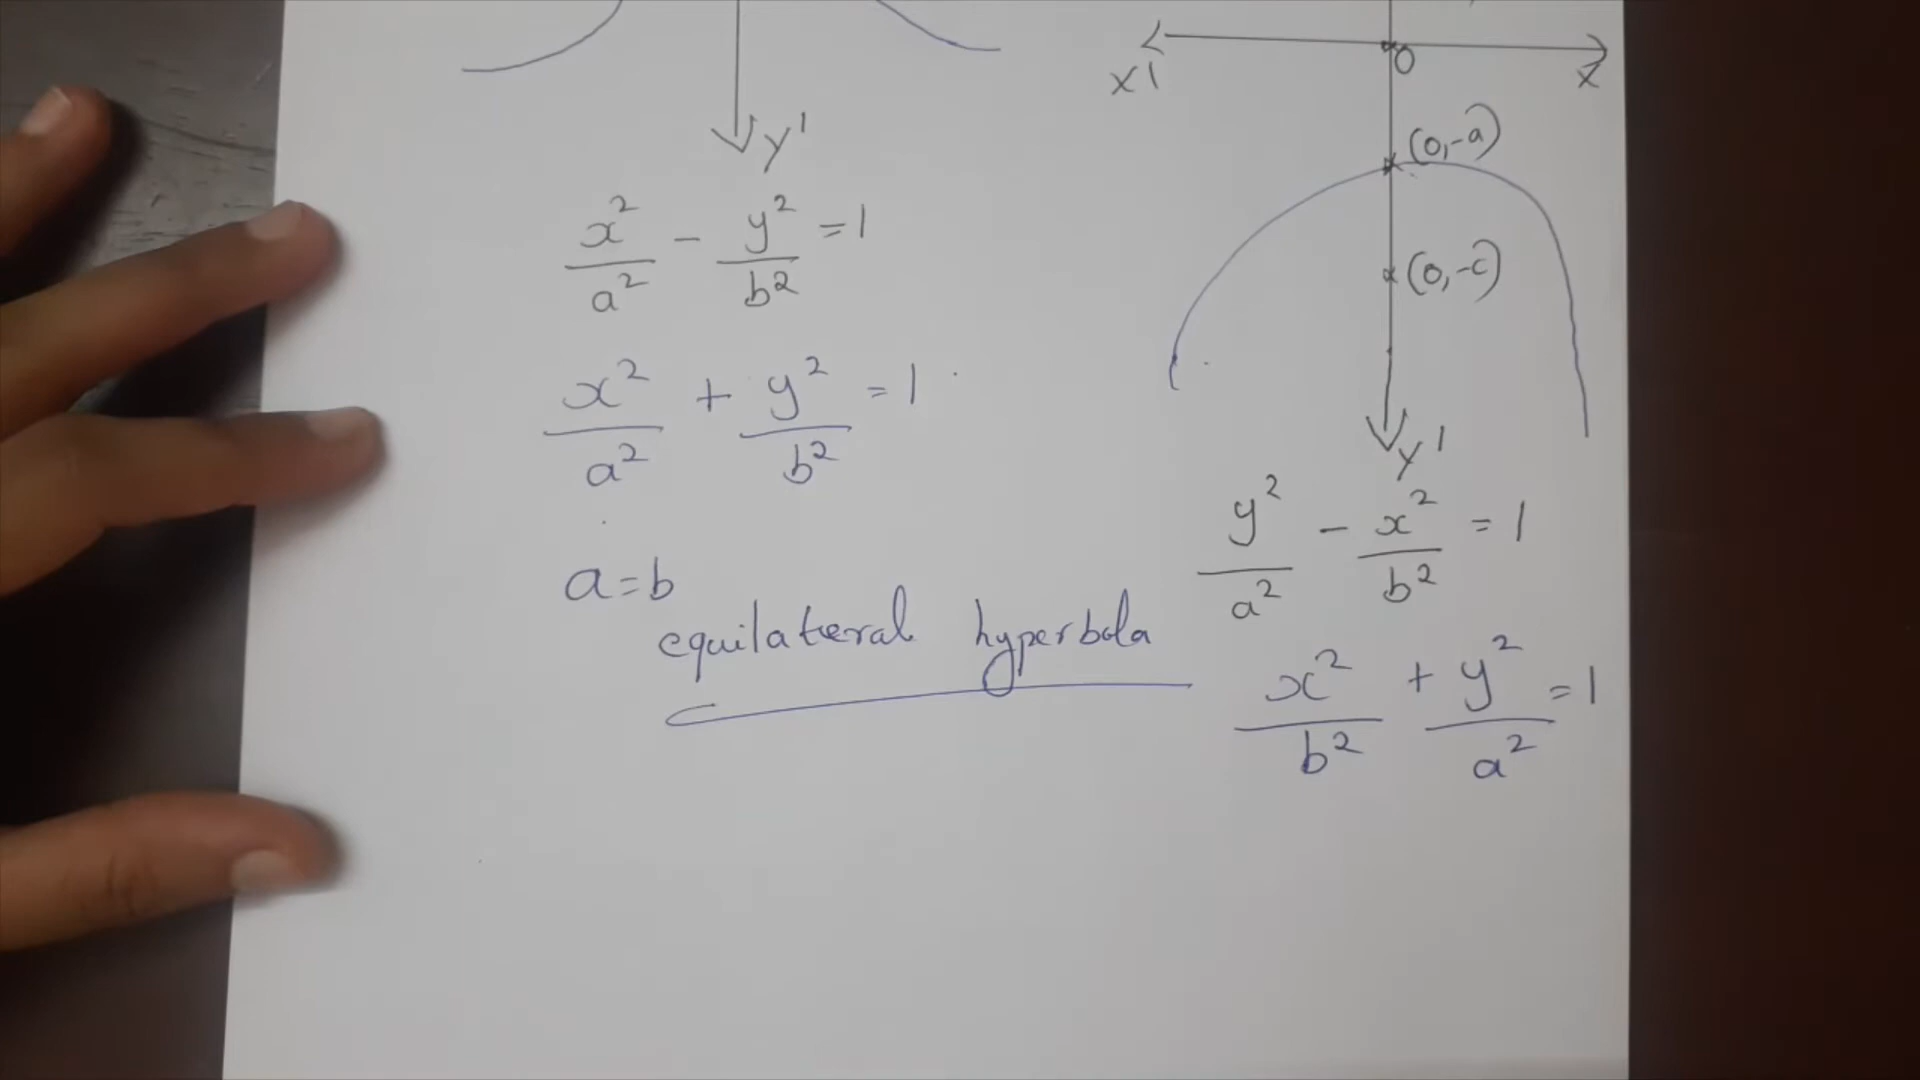 X'
O
X
(0,-a)
Y'
x²/a² - y²/b² = 1
(0,-c)
x²/a² + y²/b² = 1
Y'
y²/a² - x²/b² = 1
a=b
equilateral hyperbola
x²/b² + y²/a² = 1